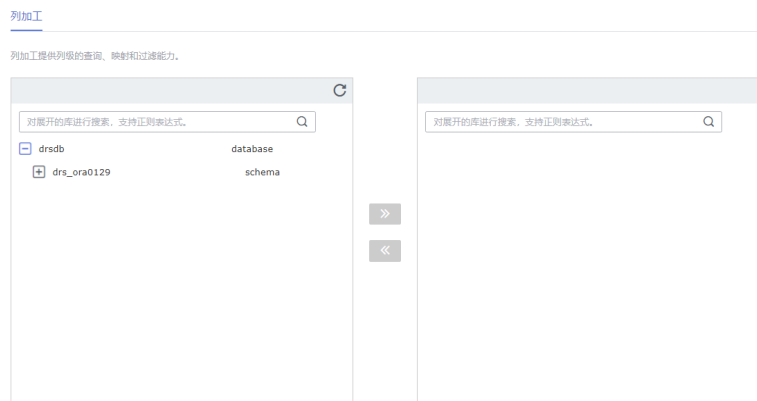 列加工
列加工提供列级的查询、映射和过滤能力。
对展开的库进行搜索，支持正则表达式。
对展开的库进行搜索，支持正则表达式。
drsdb database
drs_ora0129 schema